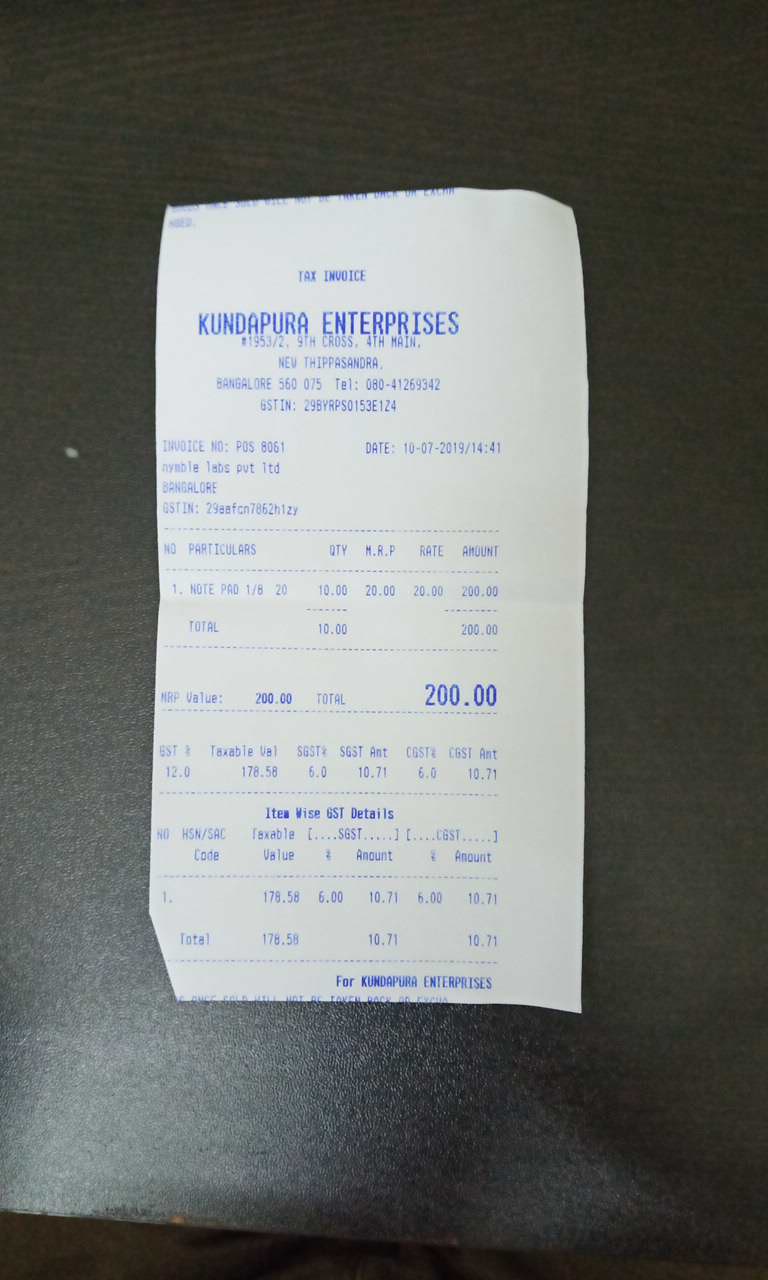 GOODS ONCE SOLD WILL NOT BE TAKEN BACK OR EXCHA
NGED.
TAX INVOICE
KUNDAPURA ENTERPRISES
#1953/2, 9TH CROSS, 4TH MAIN,
NEW THIPPASANDRA,
BANGALORE 560 075 Tel: 080-41269342
GSTIN: 29BYRPS0153E1Z4
INVOICE NO: POS 8061 DATE: 10-07-2019/14:41
nymble labs pvt ltd
BANGALORE
GSTIN: 29aafcn7862h1zy
NO PARTICULARS QTY M.R.P RATE AMOUNT
1. NOTE PAD 1/8 20 10.00 20.00 20.00 200.00
TOTAL 10.00 200.00
MRP Value: 200.00 TOTAL 200.00
GST % Taxable Val SGST% SGST Amt CGST% CGST Amt
12.0 178.58 6.0 10.71 6.0 10.71
Item Wise GST Details
NO HSN/SAC Taxable [....SGST.....] [....CGST.....]
Code Value % Amount % Amount
1. 178.58 6.00 10.71 6.00 10.71
Total 178.58 10.71 10.71
For KUNDAPURA ENTERPRISES
ONCE SOLD WILL NOT BE TAKEN BACK OR EXCHA